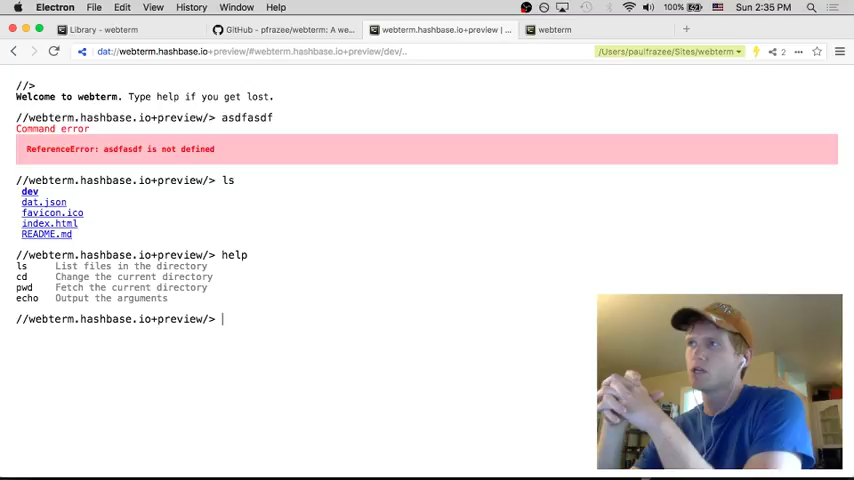 Electron File Edit View History Window Help 100% Sun 2:35 PM
Library - webterm GitHub - pfrazee/webterm: A we... webterm.hashbase.io+preview | ... webterm
dat://webterm.hashbase.io+preview/#webterm.hashbase.io+preview/dev/.. /Users/paulfrazee/Sites/webterm 2
//>
Welcome to webterm. Type help if you get lost.
//webterm.hashbase.io+preview/> asdfasdf
Command error
ReferenceError: asdfasdf is not defined
//webterm.hashbase.io+preview/> ls
dev
dat.json
favicon.ico
index.html
README.md
//webterm.hashbase.io+preview/> help
ls List files in the directory
cd Change the current directory
pwd Fetch the current directory
echo Output the arguments
//webterm.hashbase.io+preview/>